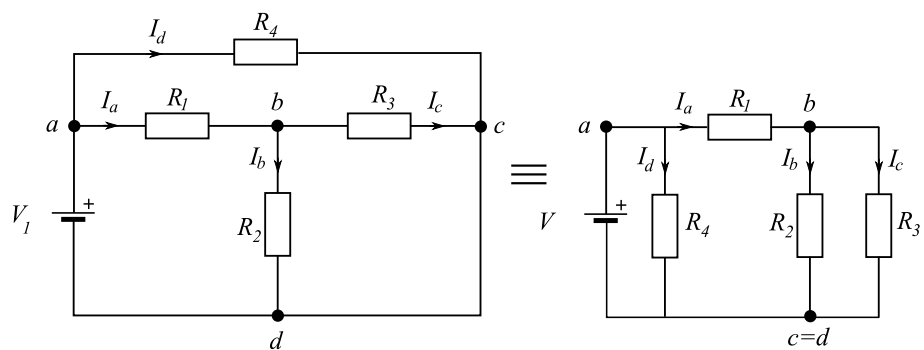 I_d R_4
I_a R_1 b R_3 I_c
a c
I_b
V_1 + R_2
d
≡
I_a R_1 b
a
I_d I_b I_c
V + R_4 R_2 R_3
c=d